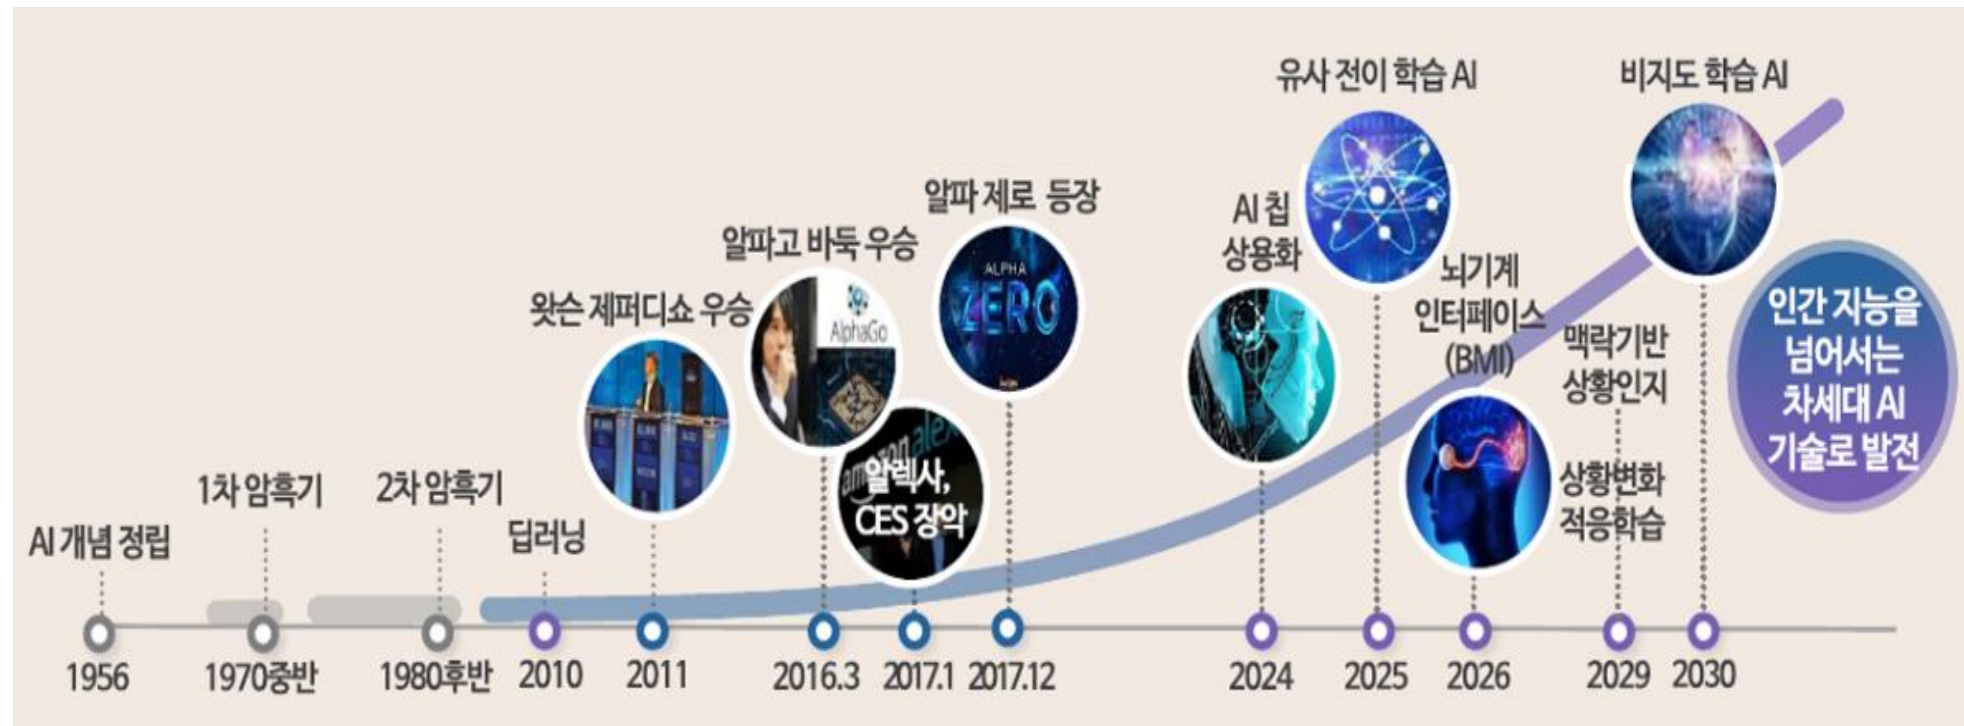 유사 전이 학습 AI
비지도 학습 AI
알파 제로 등장
AI 칩
상용화
알파고 바둑 우승
뇌기계
인터페이스
(BMI)
왓슨 제퍼디쇼 우승
AlphaGo
ALPHA
ZERO
맥락기반
상황인지
인간 지능을
넘어서는
차세대 AI
기술로 발전
amazon alexa
알렉사,
CES 장악
1차 암흑기
2차 암흑기
상황변화
적응학습
AI 개념 정립
딥러닝
1956
1970중반
1980후반
2010
2011
2016.3
2017.1
2017.12
2024
2025
2026
2029
2030